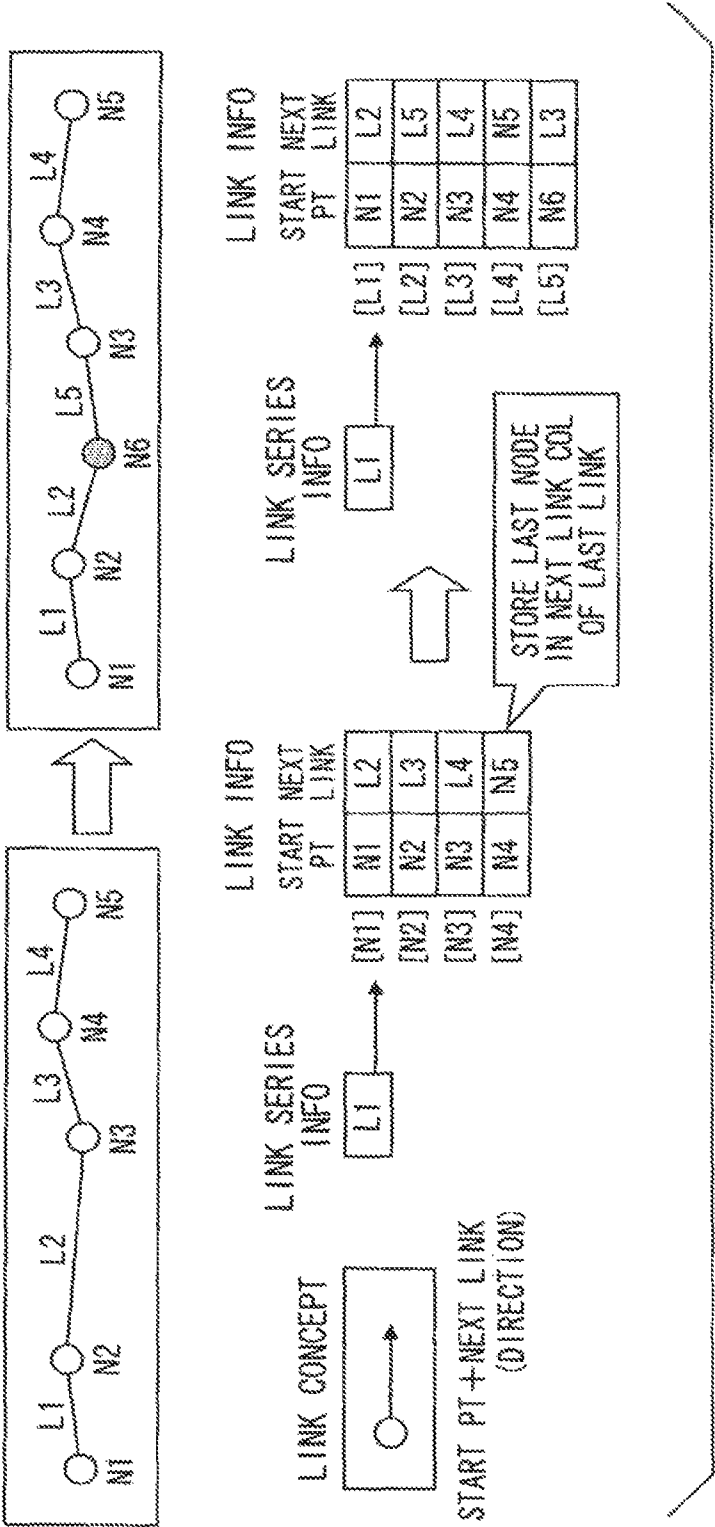 L1 L2 L3 L4
N1 N2 N3 N4 N5
L1 L2 L5 L3 L4
N1 N2 N6 N3 N4 N5
LINK CONCEPT
START PT+NEXT LINK
(DIRECTION)
LINK SERIES
INFO
L1
LINK INFO
START NEXT
PT LINK
[N1] N1 L2
[N2] N2 L3
[N3] N3 L4
[N4] N4 N5
STORE LAST NODE
IN NEXT LINK COL
OF LAST LINK
LINK SERIES
INFO
L1
LINK INFO
START NEXT
PT LINK
[L1] N1 L2
[L2] N2 L5
[L3] N3 L4
[L4] N4 N5
[L5] N6 L3